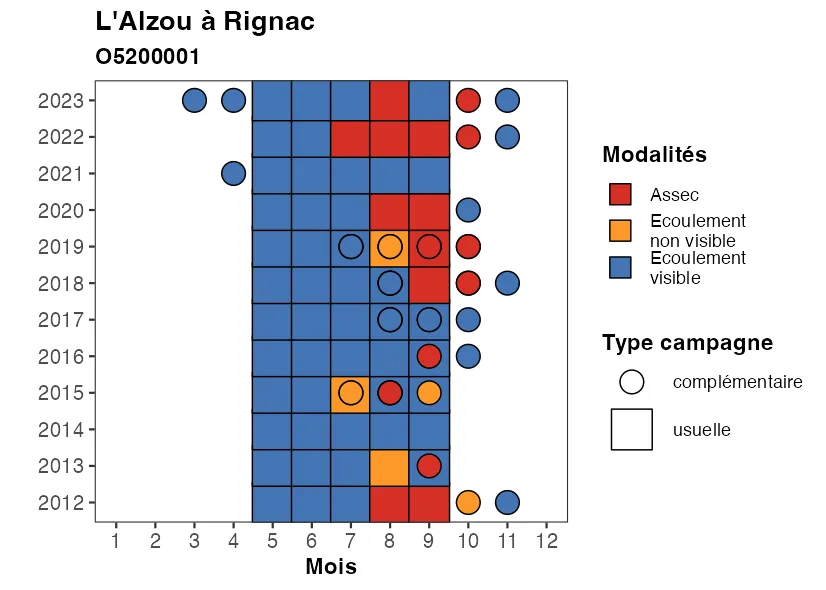 L'Alzou à Rignac
O5200001
2023
2022
2021
2020
2019
2018
2017
2016
2015
2014
2013
2012
1 2 3 4 5 6 7 8 9 10 11 12
Mois
Modalités
Assec
Ecoulement
non visible
Ecoulement
visible
Type campagne
complémentaire
usuelle